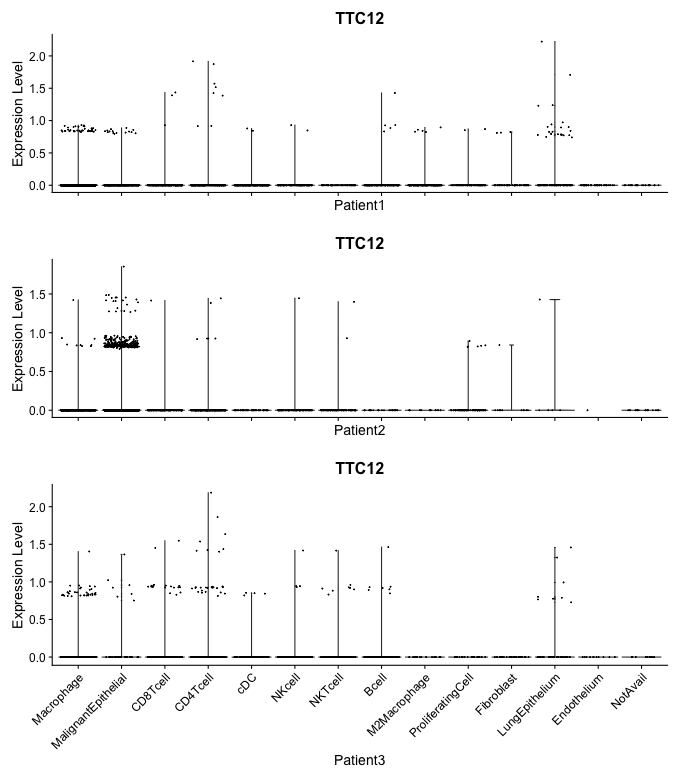 TTC12
Expression Level
2.0
1.5
1.0
0.5
0.0
Patient1
TTC12
Expression Level
1.5
1.0
0.5
0.0
Patient2
TTC12
Expression Level
2.0
1.5
1.0
0.5
0.0
Macrophage
MalignantEpithelial
CD8Tcell
CD4Tcell
cDC
NKcell
NKTcell
Bcell
M2Macrophage
ProliferatingCell
Fibroblast
LungEpithelium
Endothelium
NotAvail
Patient3